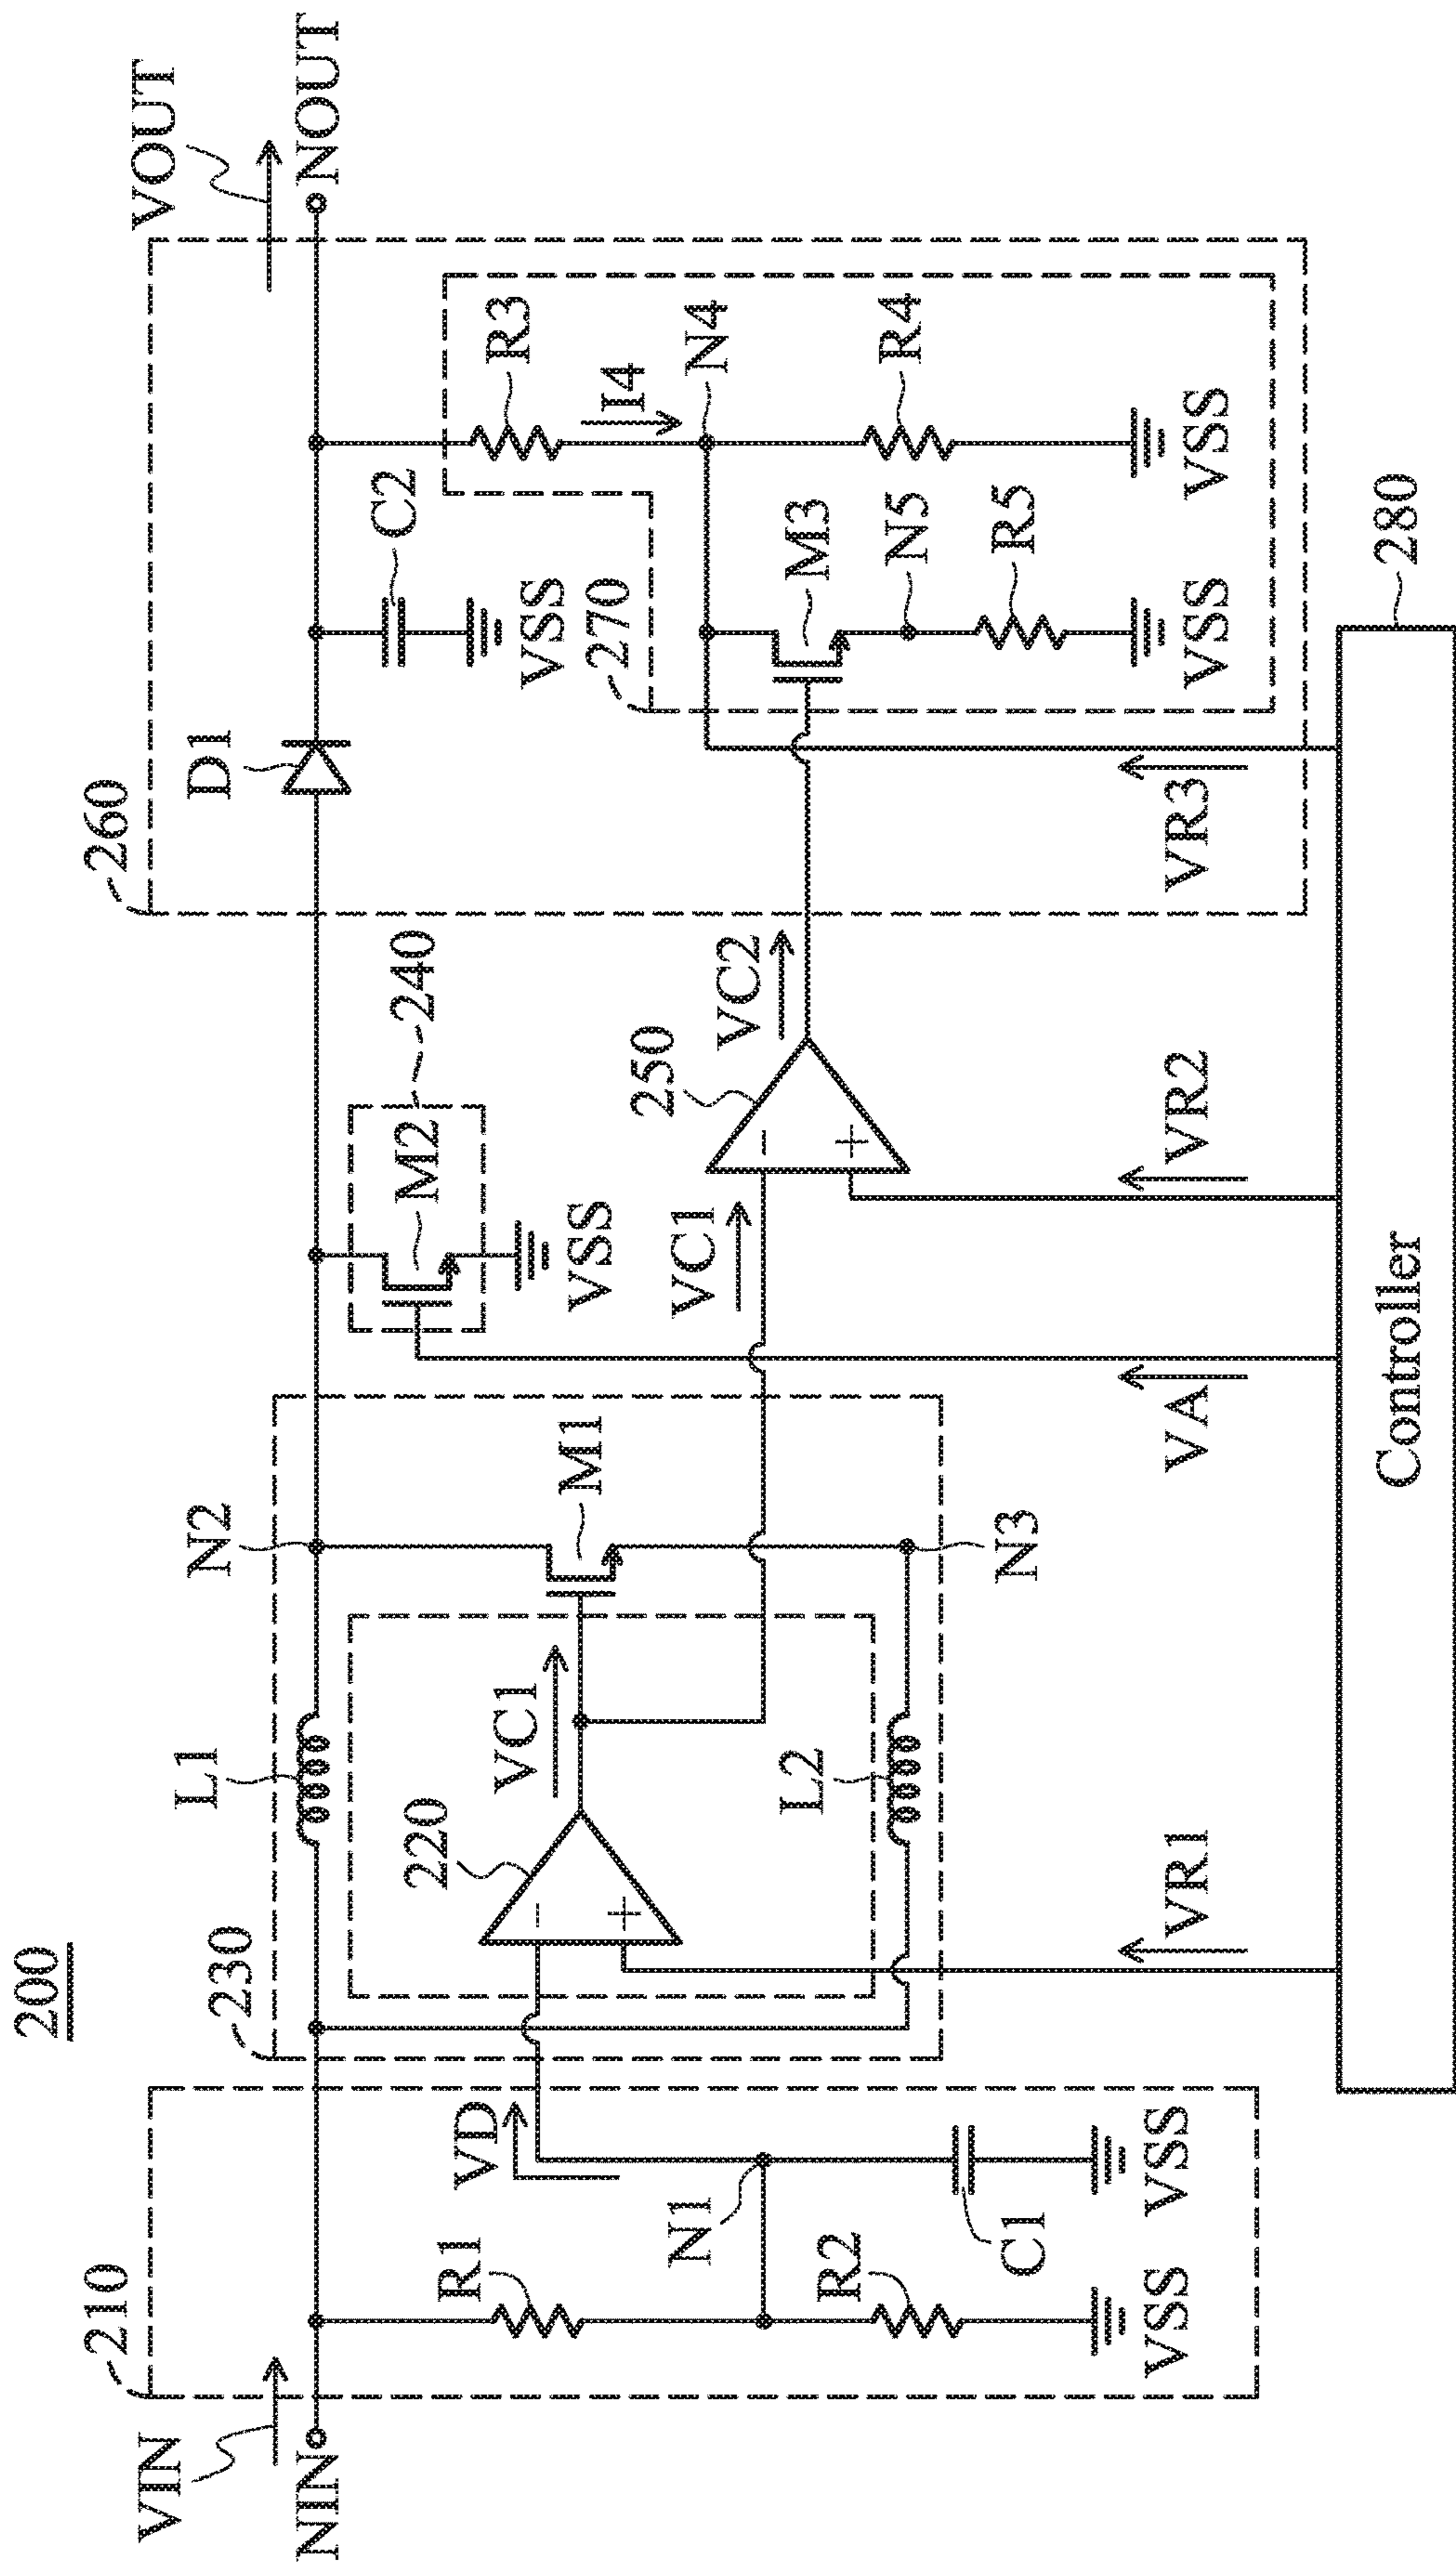 200
VIN
NIN
210
R1
R2
VSS
N1
VD
C1
VSS
230
L1
220
−
+
VC1
L2
VR1
N2
M1
N3
VA
240
M2
VSS
VC1
250
−
+
VC2
VR2
260
D1
C2
VSS
270
R3
I4
N4
R4
VSS
M3
N5
R5
VSS
VR3
VOUT
NOUT
280
Controller